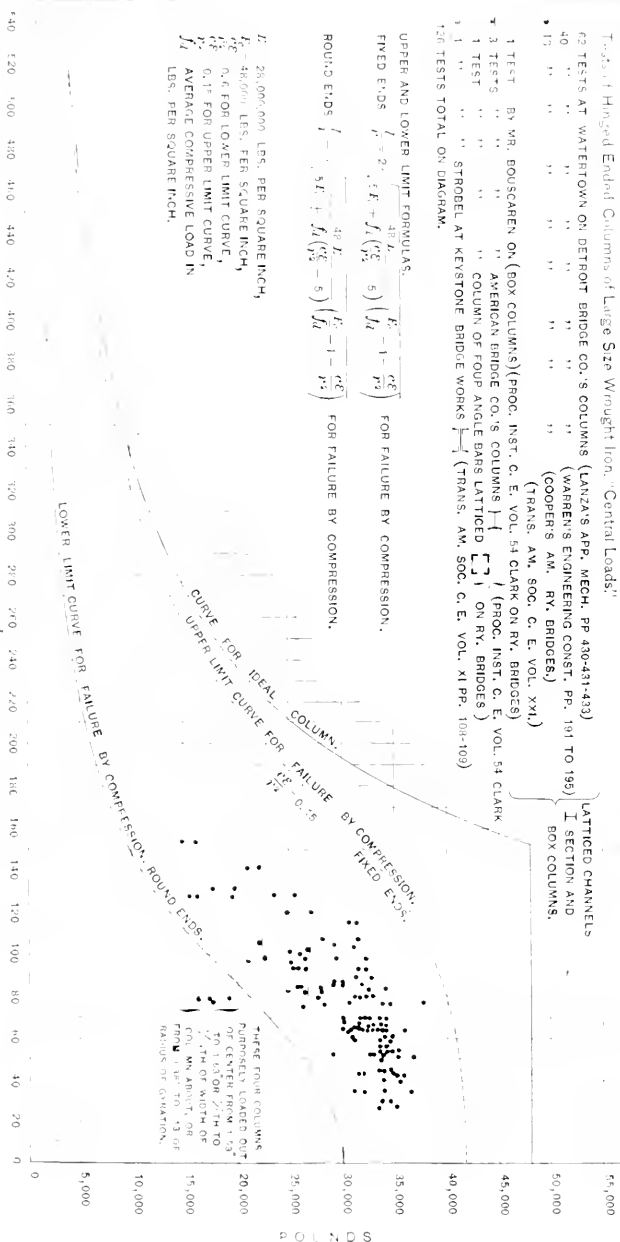 Tests of Hinged Ended Columns of Large Size Wrought Iron, "Central Loads."
62 TESTS AT WATERTOWN ON DETROIT BRIDGE CO.'S COLUMNS (LANZA'S APP. MECH. PP 430-431-433)
40 " " " " " " " (WARREN'S ENGINEERING CONST. PP. 191 TO 195)
" " " " " " " (COOPER'S AM. RY. BRIDGES.)
(TRANS. AM. SOC. C. E. VOL. XXI.)
LATTICED CHANNELS
I SECTION AND
BOX COLUMNS.
1 TEST BY MR. BOUSCAREN ON (BOX COLUMNS)(PROC. INST. C. E. VOL. 54 CLARK ON RY. BRIDGES)
3 TESTS " " " AMERICAN BRIDGE CO.'S COLUMNS (PROC. INST. C. E. VOL. 54 CLARK
1 TEST " " " COLUMN OF FOUR ANGLE BARS LATTICED ON RY. BRIDGES)
1 " " STROBEL AT KEYSTONE BRIDGE WORKS (TRANS. AM. SOC. C. E. VOL. XI PP. 108-109)
126 TESTS TOTAL ON DIAGRAM.
UPPER AND LOWER LIMIT FORMULAS.
FIXED ENDS
FOR FAILURE BY COMPRESSION.
ROUND ENDS
FOR FAILURE BY COMPRESSION.
E 28,000,000 LBS. PER SQUARE INCH,
48,000 LBS. PER SQUARE INCH,
FOR LOWER LIMIT CURVE,
FOR UPPER LIMIT CURVE,
AVERAGE COMPRESSIVE LOAD IN
LBS. PER SQUARE INCH.
CURVE FOR IDEAL COLUMN.
UPPER LIMIT CURVE FOR FAILURE BY COMPRESSION. FIXED ENDS.
LOWER LIMIT CURVE FOR FAILURE BY COMPRESSION. ROUND ENDS.
THESE FOUR COLUMNS
PURPOSELY LOADED OUT
OF CENTER FROM
OF WIDTH OF
COLUMN ABOUT, OR
FROM
RADIUS OF GYRATION.
540 520 500 480 460 440 420 400 380 360 340 320 300 280 260 240 220 200 180 160 140 120 100 80 60 40 20 0
0
5,000
10,000
15,000
20,000
25,000
30,000
35,000
40,000
45,000
50,000
55,000
POUNDS